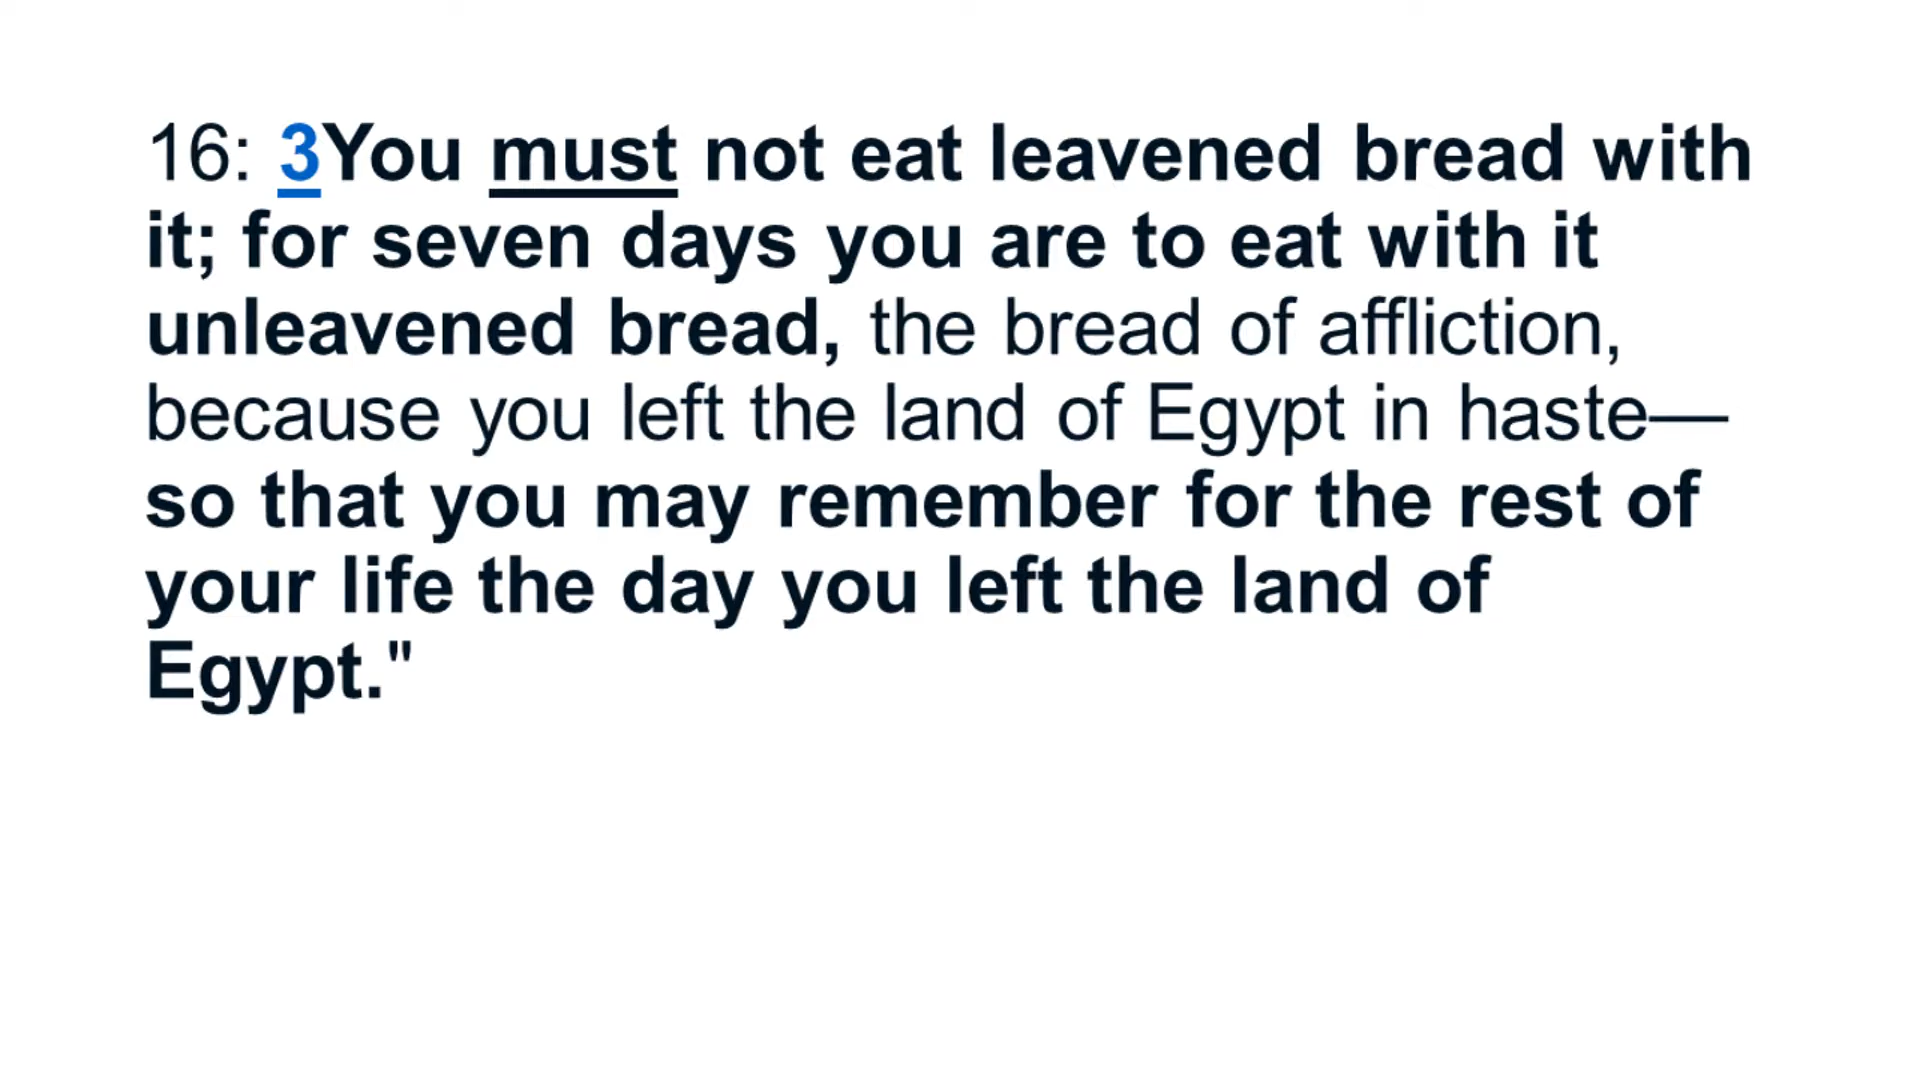 16: 3You must not eat leavened bread with
it; for seven days you are to eat with it
unleavened bread, the bread of affliction,
because you left the land of Egypt in haste—
so that you may remember for the rest of
your life the day you left the land of
Egypt."